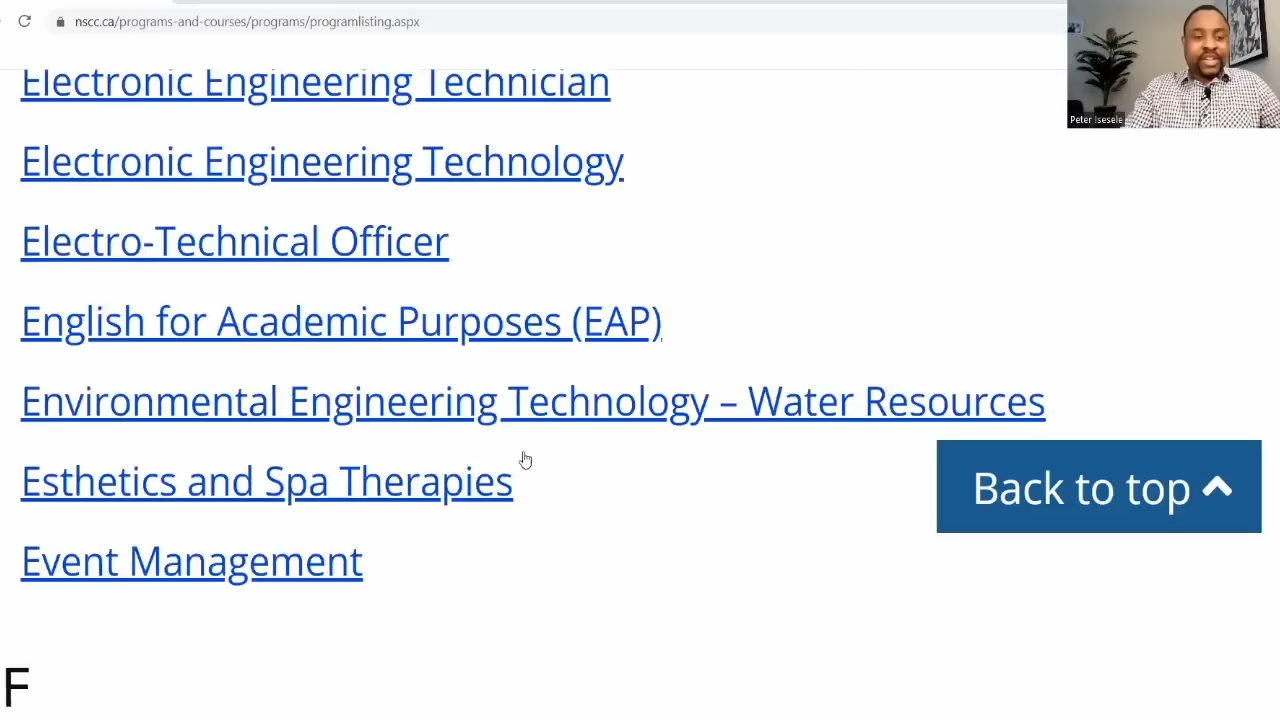 nscc.ca/programs-and-courses/programs/programlisting.aspx
Electronic Engineering Technician
Peter Isesele
Electronic Engineering Technology
Electro-Technical Officer
English for Academic Purposes (EAP)
Environmental Engineering Technology – Water Resources
Esthetics and Spa Therapies
Back to top
Event Management
F